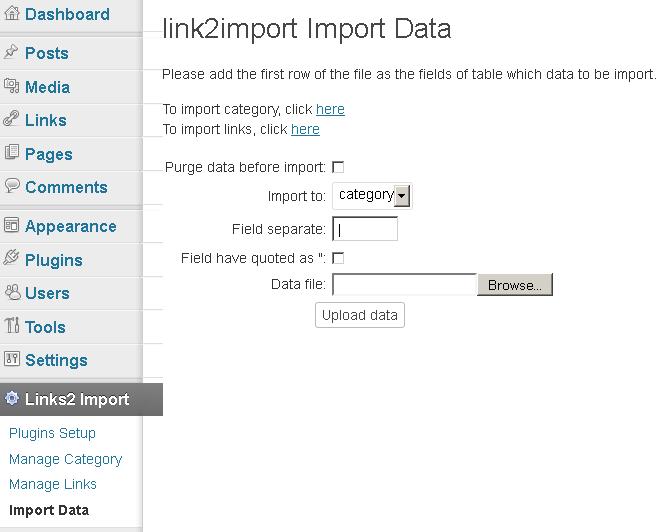 Dashboard
Posts
Media
Links
Pages
Comments
Appearance
Plugins
Users
Tools
Settings
Links2 Import
Plugins Setup
Manage Category
Manage Links
Import Data
link2import Import Data
Please add the first row of the file as the fields of table which data to be import.
To import category, click here
To import links, click here
Purge data before import:
Import to: category
Field separate: |
Field have quoted as ":
Data file: Browse...
Upload data